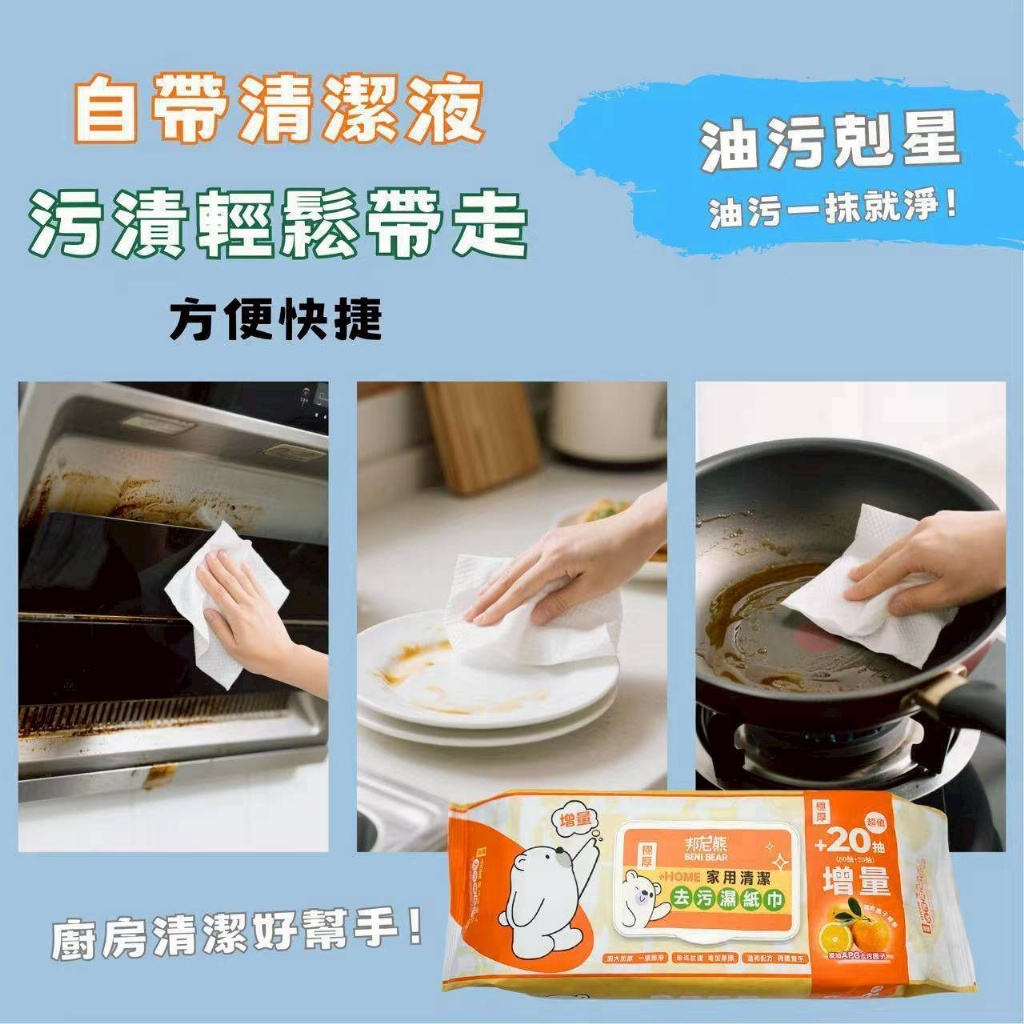 自帶清潔液
污漬輕鬆帶走
方便快捷
油污剋星
油污一抹就淨!
增量
極厚
邦尼熊
BENI BEAR
+HOME 家用清潔
去污濕紙巾
極厚
超值
+20抽
增量
廚房清潔好幫手!